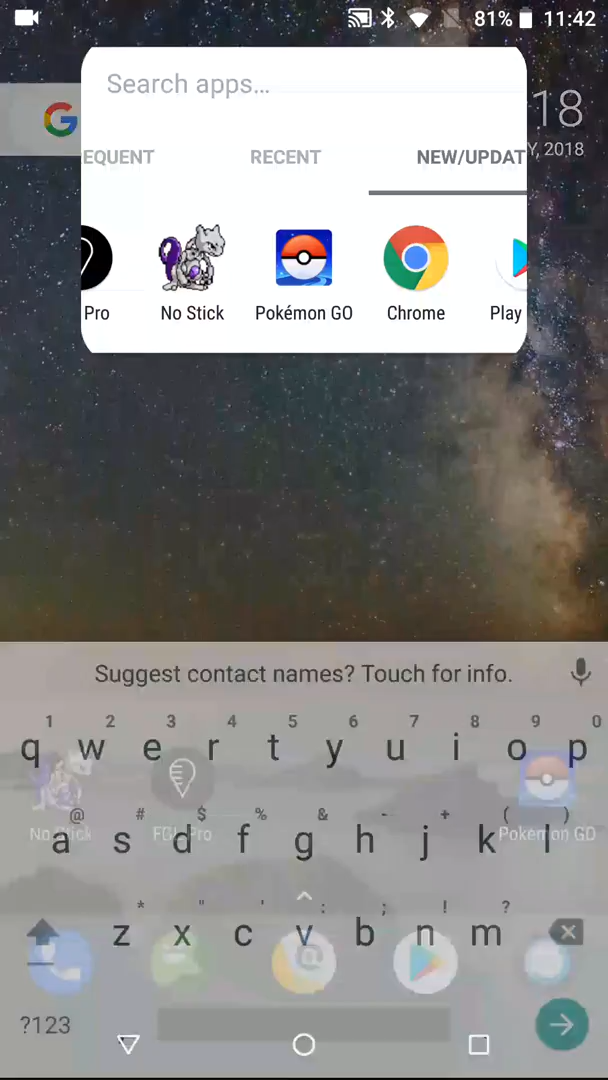 81% 11:42
Search apps...
18
Y, 2018
EQUENT RECENT NEW/UPDAT
Pro No Stick Pokémon GO Chrome Play
Suggest contact names? Touch for info.
1 2 3 4 5 6 7 8 9 0
q w e r t y u i o p
@ # $ % & - + ( )
No Stick FGL Pro Pokémon GO
a s d f g h j k l
* " ' : ; ! ?
z x c v b n m
?123